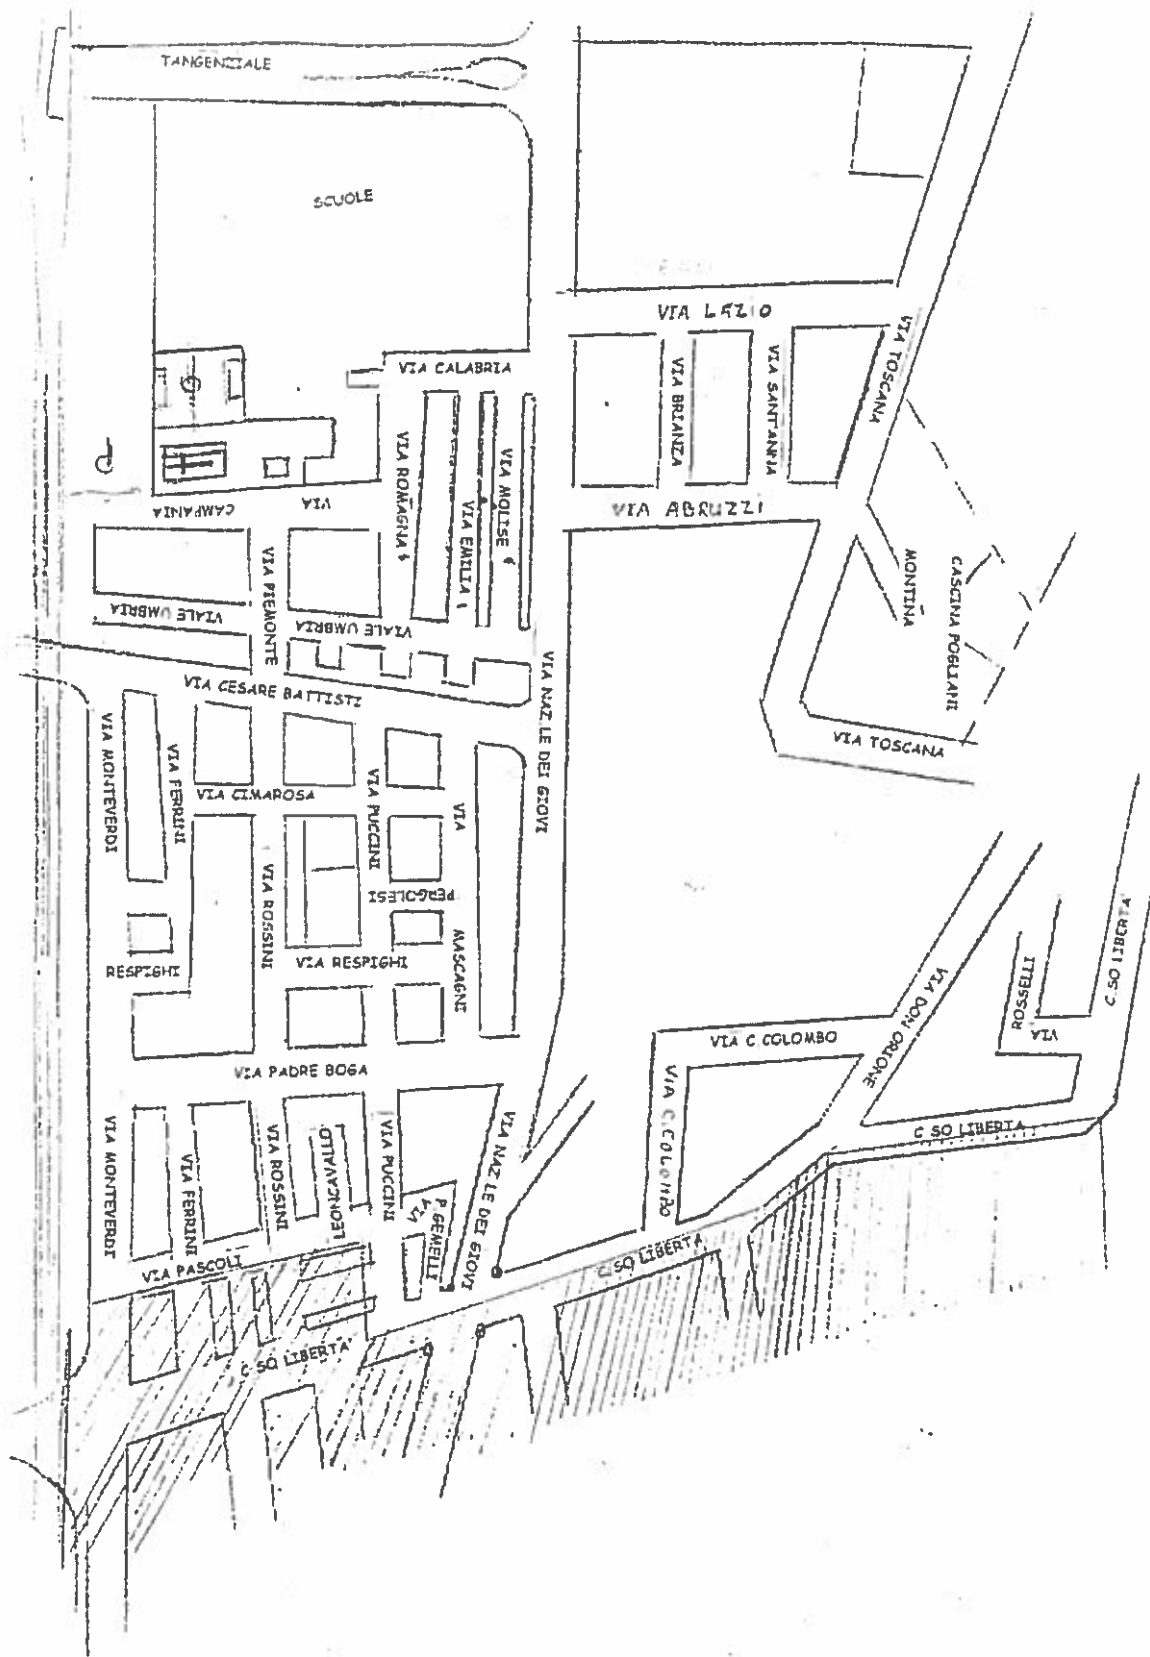 TANGENZIALE
SCUOLE
VIA LAZIO
VIA TOSCANA
VIA CALABRIA
VIA BRIANZA
VIA SANT'ANNA
VIA ROMAGNA
VIA EMILIA
VIA MOLISE
VIA ABRUZZI
CAMPANIA
VIA
VIA PIEMONTE
MONTINA
CASCINA POGLIANI
VIALE UMBRIA
VIALE UMBRIA
VIA CESARE BATTISTI
VIA NAZ LE DEI GIOVI
VIA TOSCANA
VIA MONTEVERDI
VIA FERRINI
VIA CIMAROSA
VIA PUCCINI
VIA
MASCAGNI
VIA ROSSINI
PERGOLESI
VIA RESPIGHI
RESPIGHI
VIA DON ORIONE
ROSSELLI
VIA
C.SO LIBERTA'
VIA C.COLOMBO
VIA C.COLOMBO
VIA PADRE BOGA
C SO LIBERTA'
VIA MONTEVERDI
VIA FERRINI
VIA ROSSINI
LEONCAVALLO
VIA PUCCINI
VIA
P.GEMELLI
VIA NAZ LE DEI GIOVI
VIA PASCOLI
C SO LIBERTA'
C SO LIBERTA'